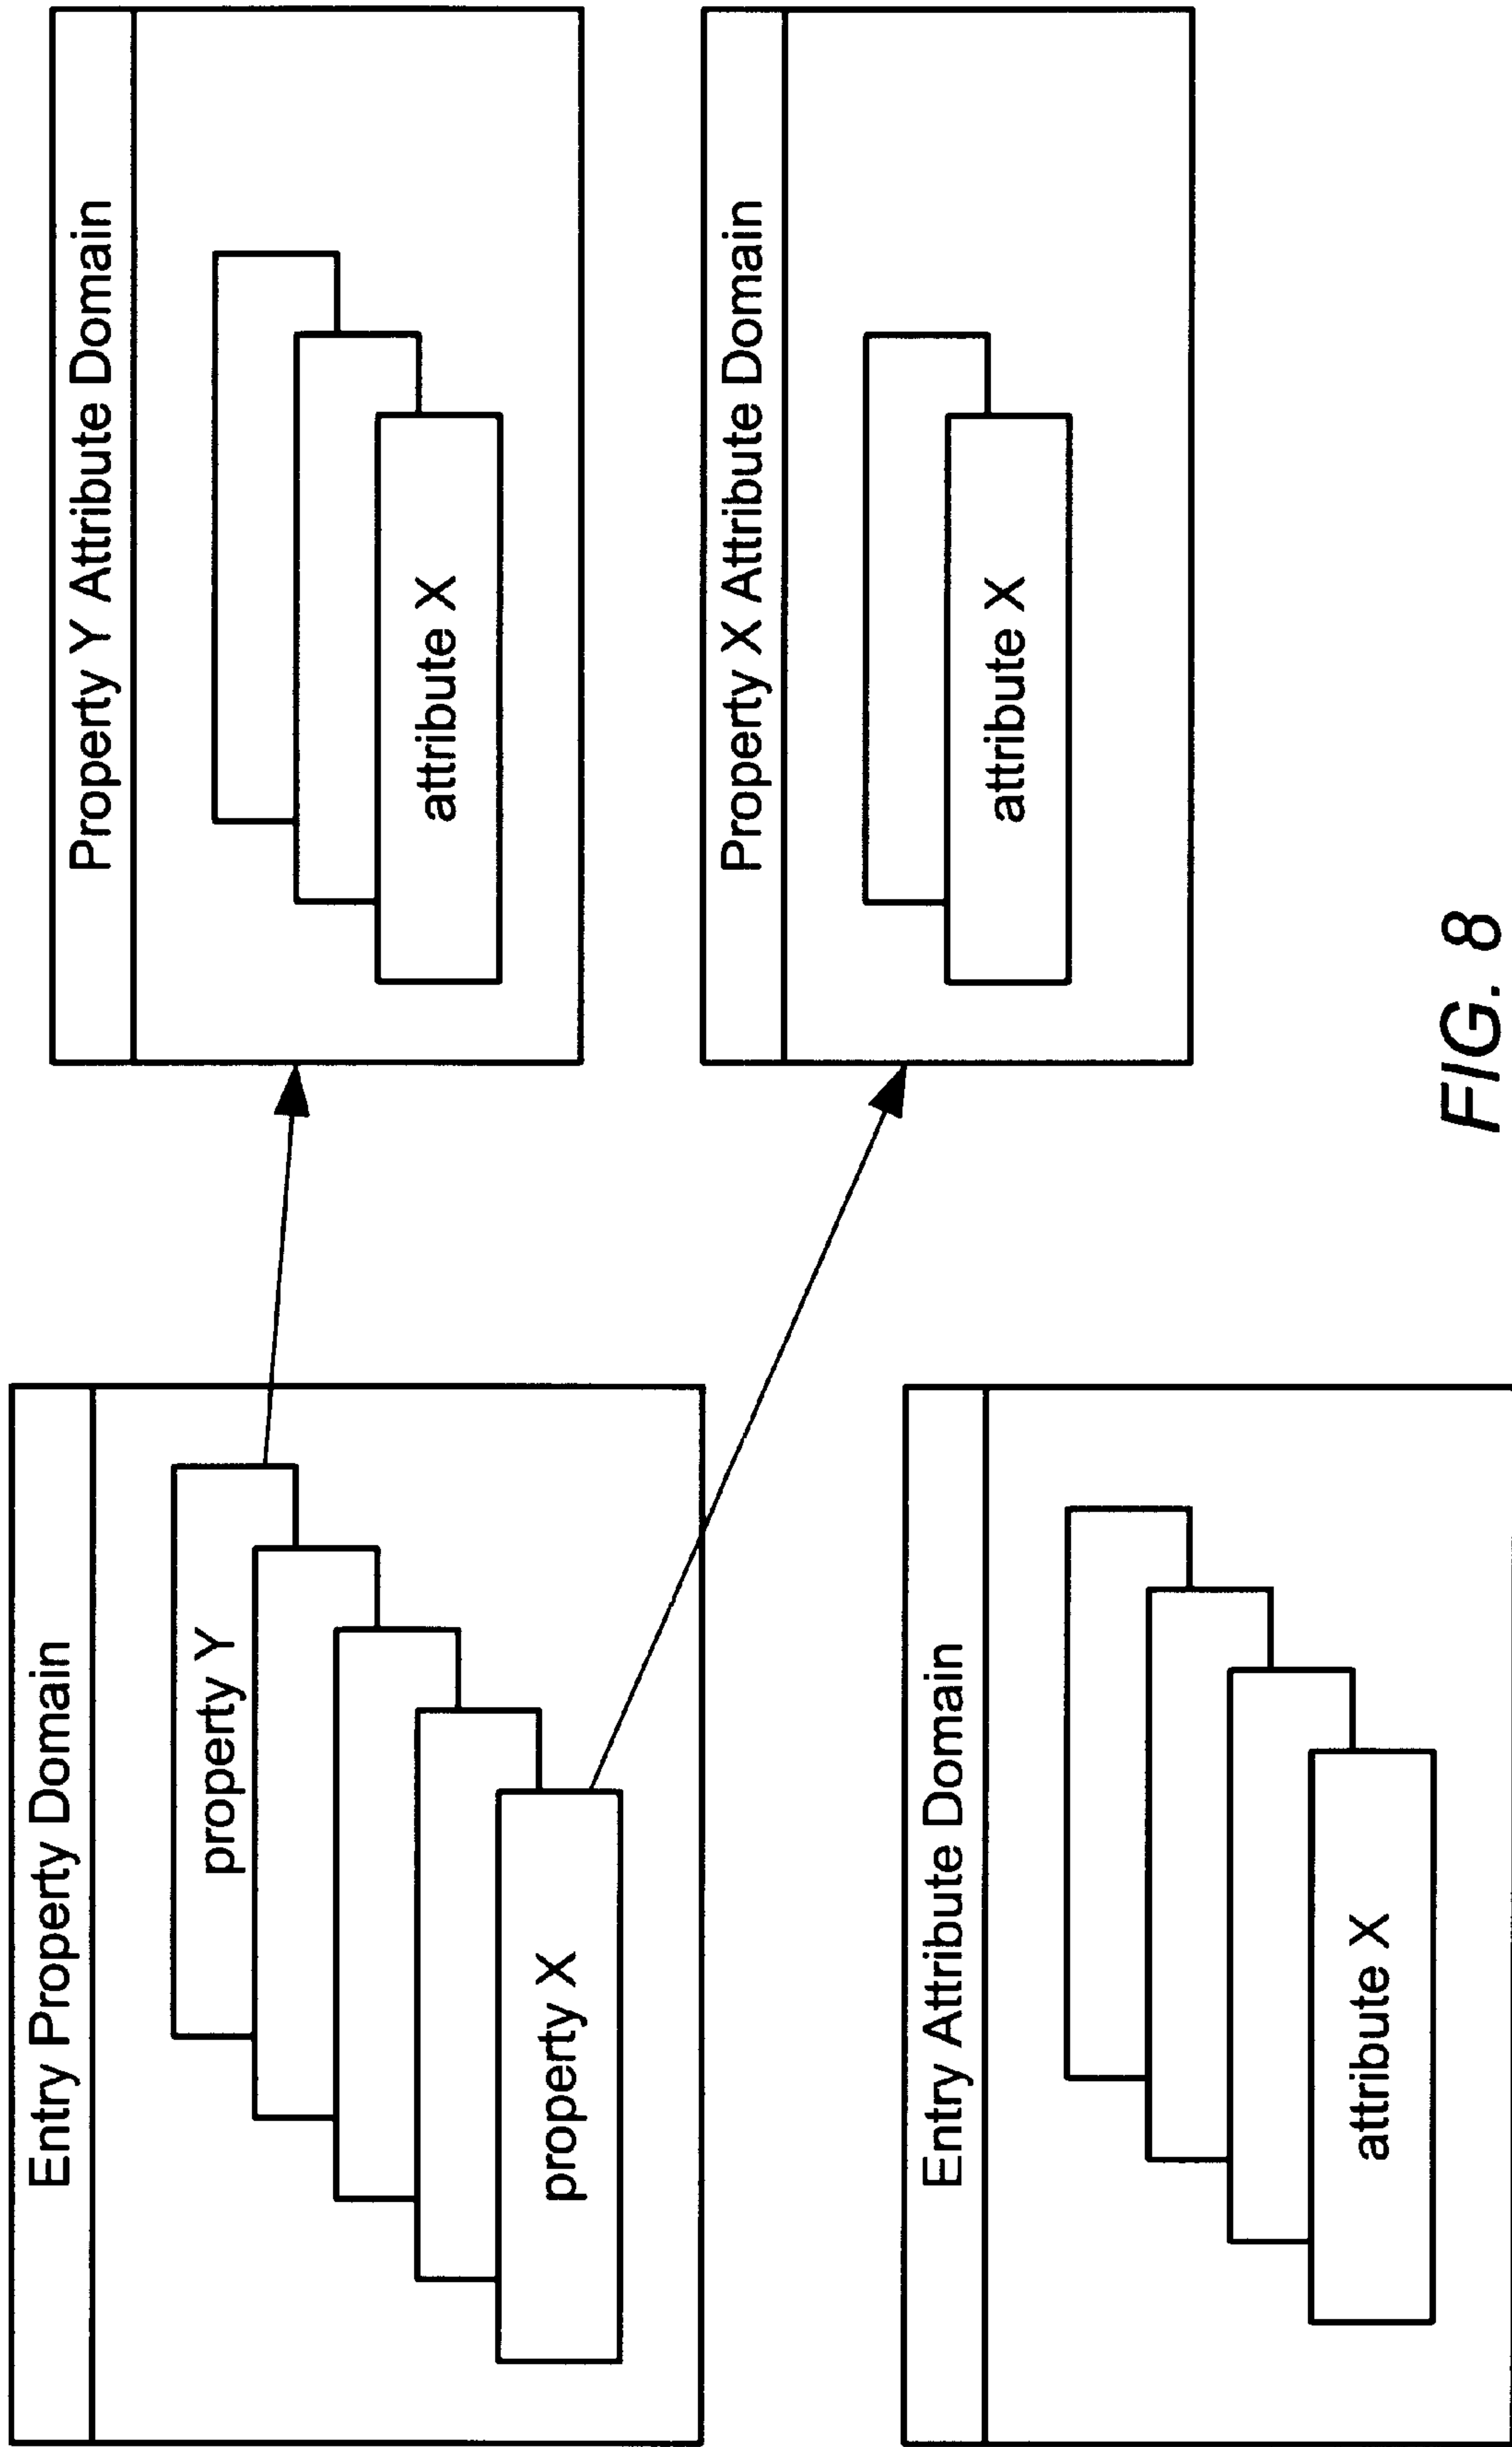 Entry Property Domain
property Y
property X
Entry Attribute Domain
attribute X
Property Y Attribute Domain
attribute X
Property X Attribute Domain
attribute X
FIG. 8